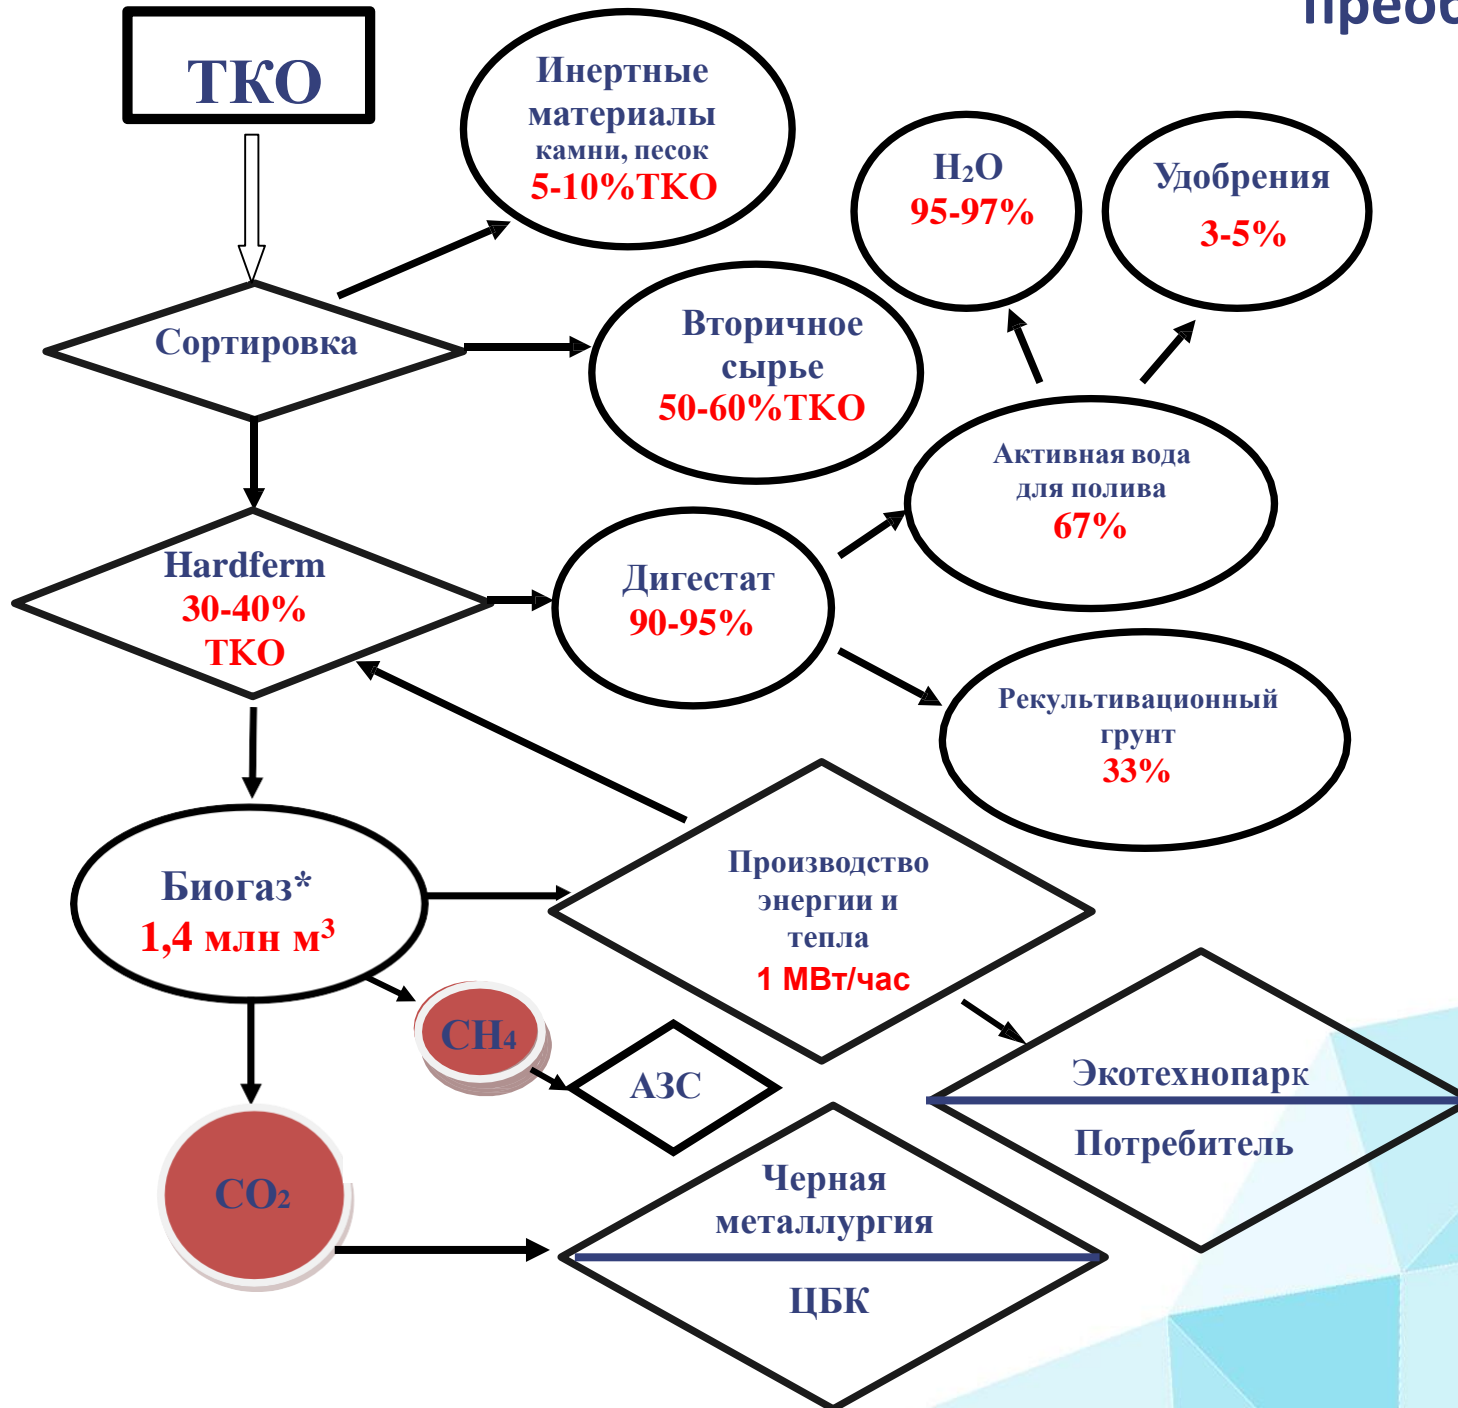 преоб
ТКО
Инертные
материалы
камни, песок
5-10%ТКО
H₂O
95-97%
Удобрения
3-5%
Сортировка
Вторичное
сырье
50-60%ТКО
Активная вода
для полива
67%
Hardferm
30-40%
ТКО
Дигестат
90-95%
Рекультивационный
грунт
33%
Биогаз*
1,4 млн м³
Производство
энергии и
тепла
1 МВт/час
CH₄
АЗС
Экотехнопарк
Потребитель
CO₂
Черная
металлургия
ЦБК